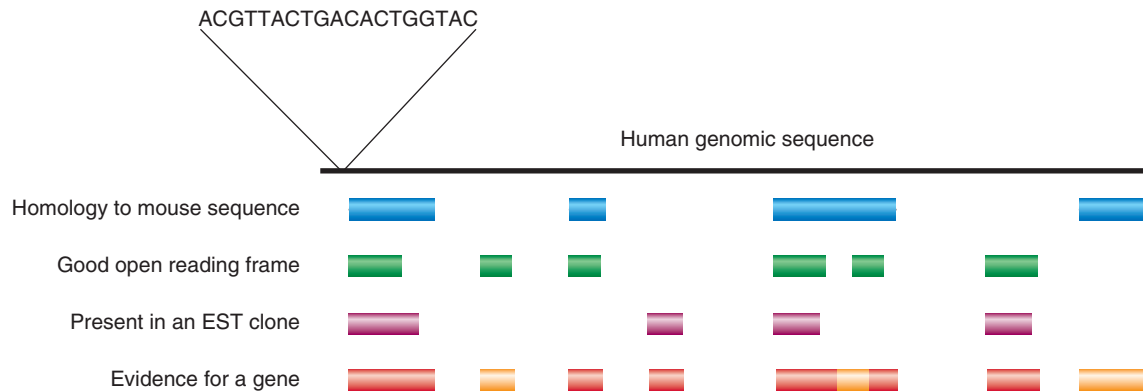 ACGTTACTGACACTGGTAC
Human genomic sequence
Homology to mouse sequence
Good open reading frame
Present in an EST clone
Evidence for a gene